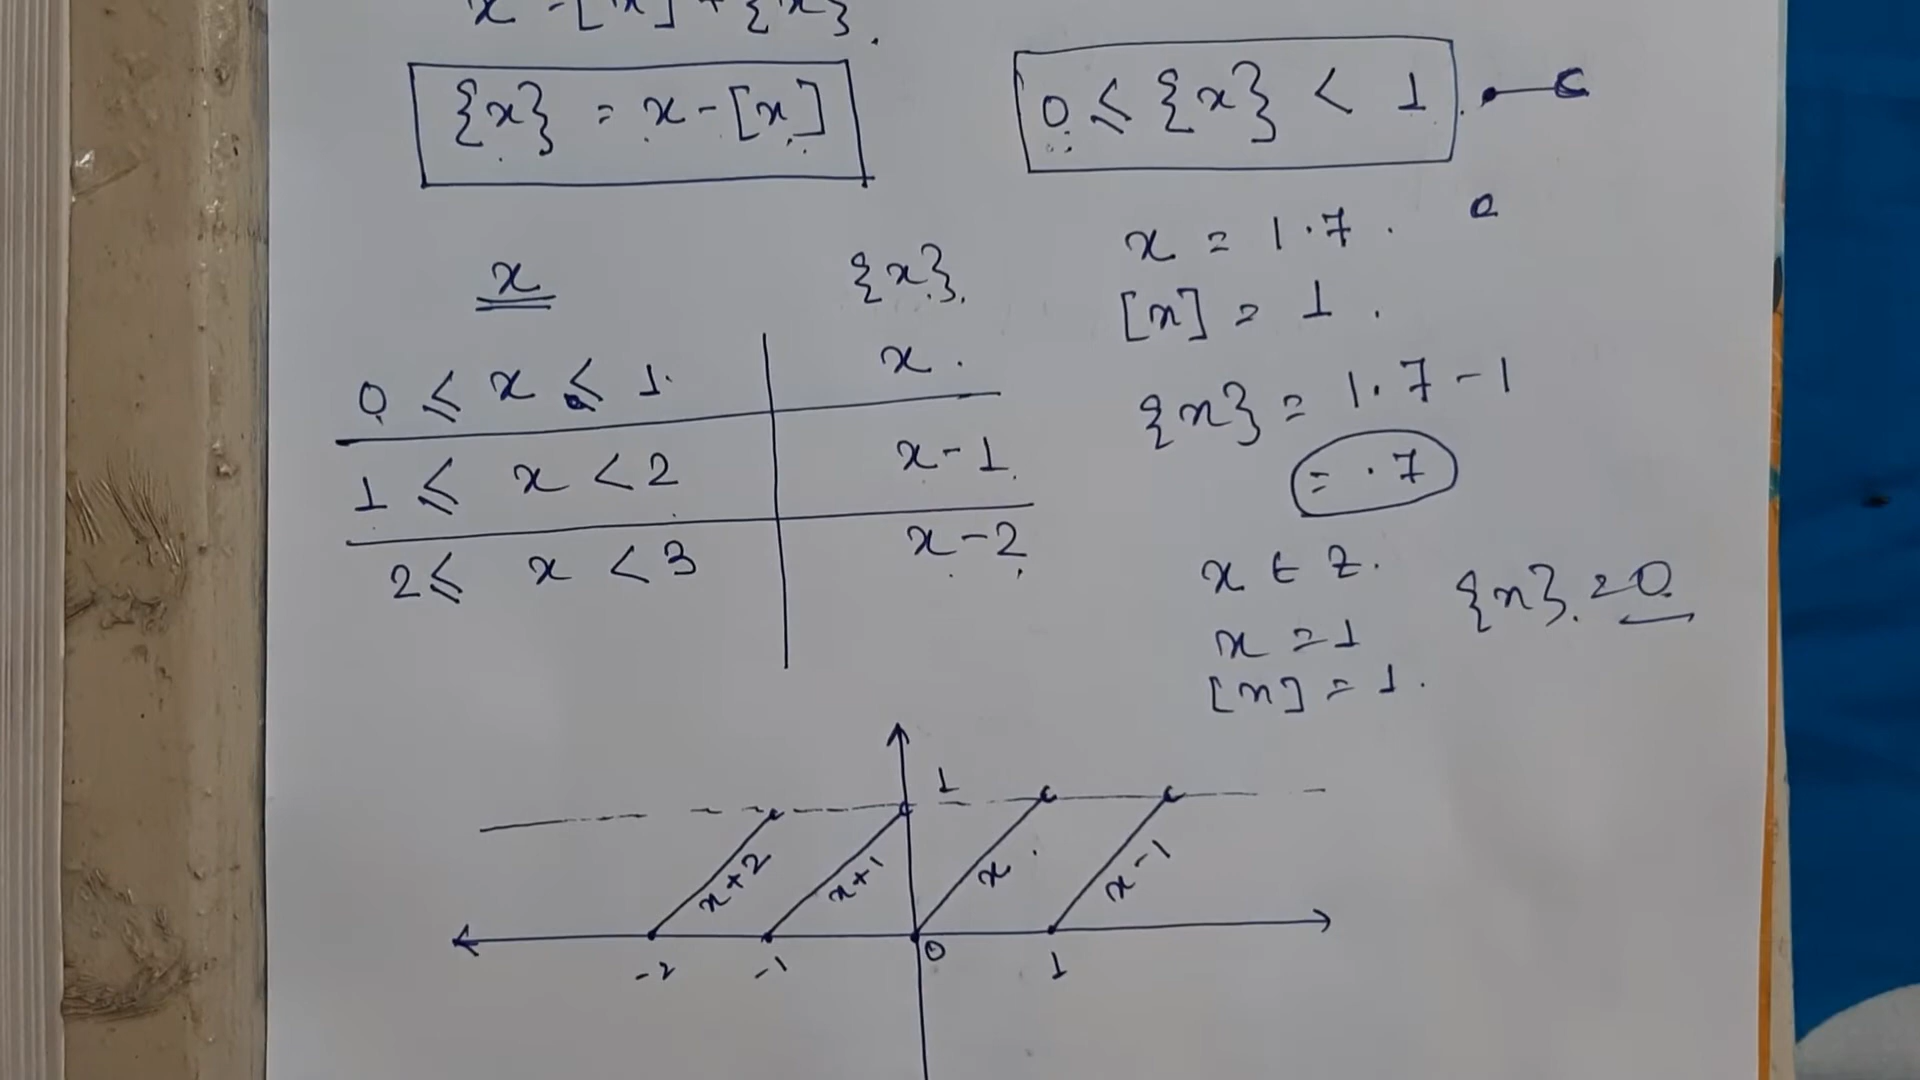 x = [x] + {x}.
{x} = x - [x]
0 ≤ {x} < 1
x {x}.
0 ≤ x ≤ 1. x.
1 ≤ x < 2 x-1
2 ≤ x < 3 x-2
x = 1.7.
[x] = 1.
{x} = 1.7-1
= .7
x ∈ Z.
x = 1
[x] = 1.
{x} = 0
1
x+2 x+1 x x-1
-2 -1 0 1